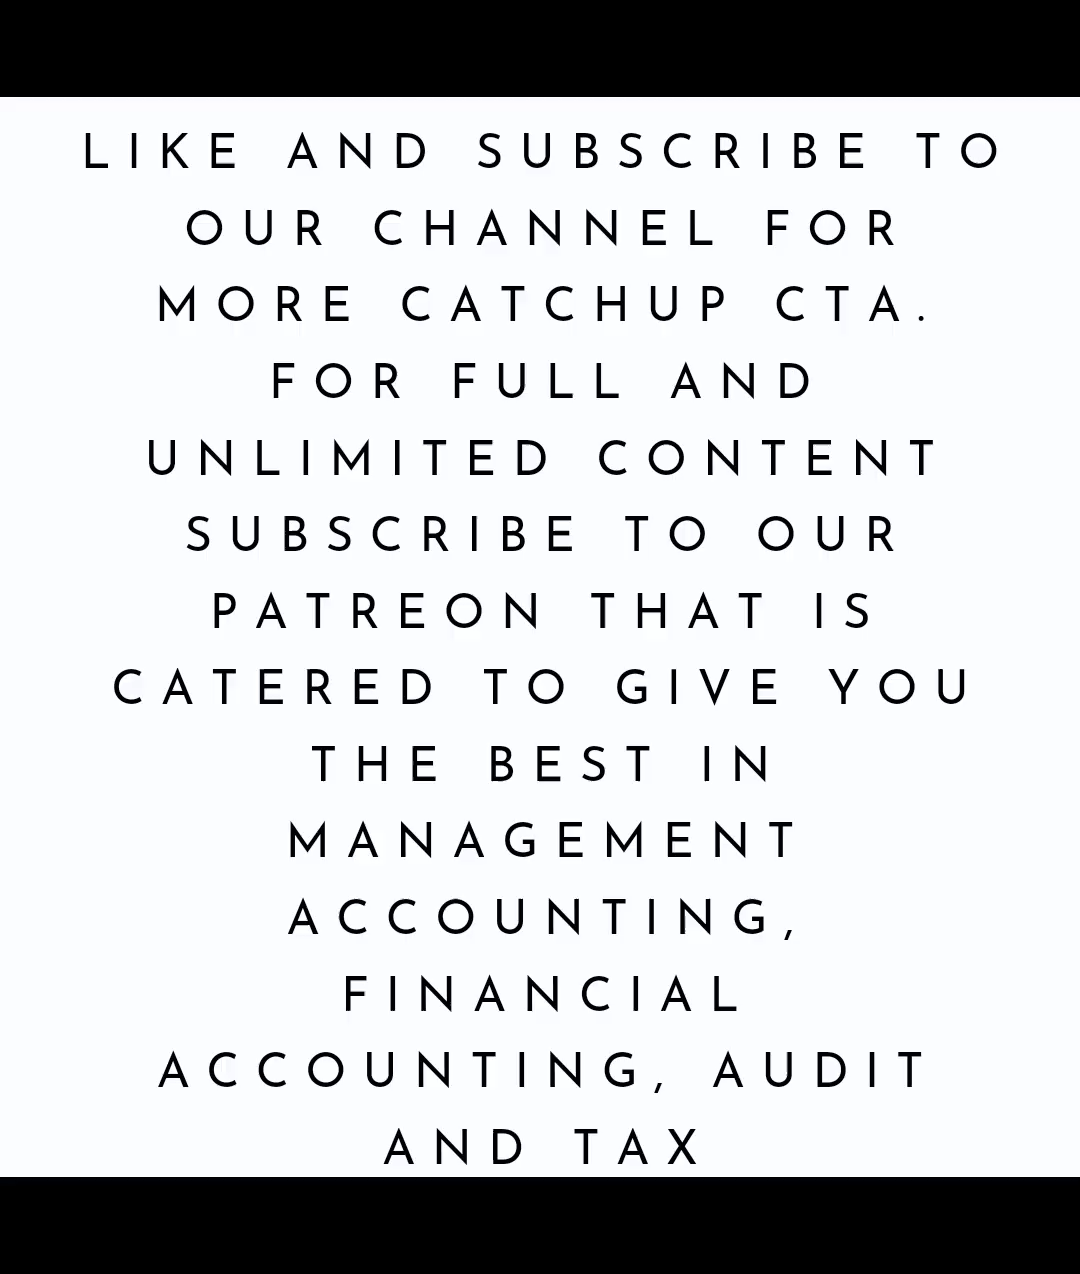 LIKE AND SUBSCRIBE TO
OUR CHANNEL FOR
MORE CATCHUP CTA.
FOR FULL AND
UNLIMITED CONTENT
SUBSCRIBE TO OUR
PATREON THAT IS
CATERED TO GIVE YOU
THE BEST IN
MANAGEMENT
ACCOUNTING,
FINANCIAL
ACCOUNTING, AUDIT
AND TAX